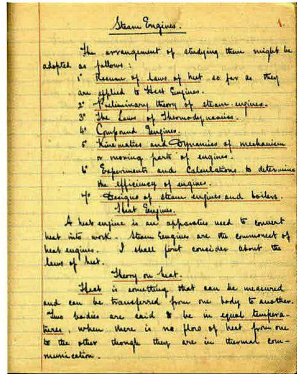 Steam Engines.
1.
The arrangement of studying them might be
adopted as follows:
1° Resume of laws of heat so far as they
are applied to Heat Engines.
2° Preliminary theory of steam engines.
3° The Laws of Thermodynamics.
4° Compound Engines.
5° Kinematics and Dynamics of mechanism
or moving parts of engines.
6° Experiments and Calculations to determine
the efficiency of engines.
7° Designs of steam engines and boilers.
Heat Engines.
A heat engine is an apparatus used to convert
heat into work. Steam Engines are the commonest of
heat engines. I shall first consider about the
laws of heat.
Theory on heat.
Heat is something that can be measured
and can be transferred from one body to another.
Two bodies are said to be in equal tempera-
tures, when there is no flow of heat from one
to the other though they are in thermal com-
munication.